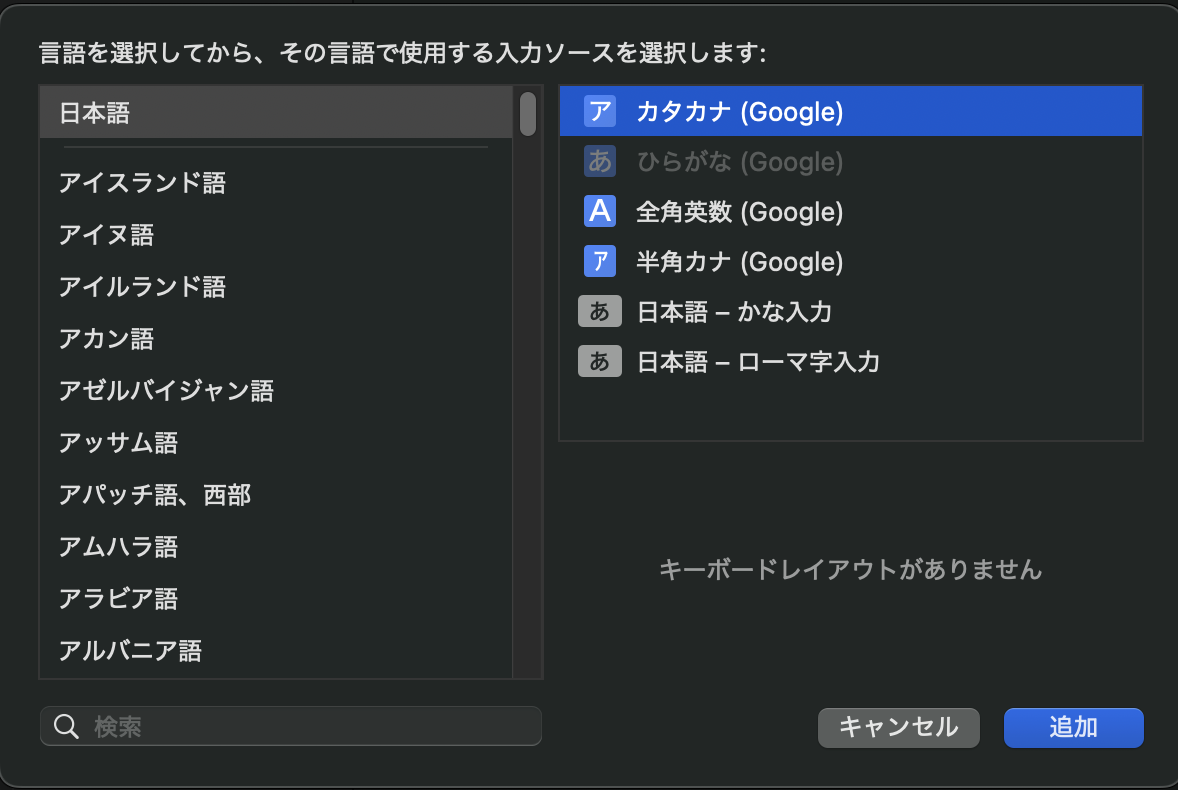 言語を選択してから、その言語で使用する入力ソースを選択します:
日本語
アイスランド語
アイヌ語
アイルランド語
アカン語
アゼルバイジャン語
アッサム語
アパッチ語、西部
アムハラ語
アラビア語
アルバニア語
検索
ア カタカナ (Google)
あ ひらがな (Google)
A 全角英数 (Google)
ア 半角カナ (Google)
あ 日本語 – かな入力
あ 日本語 – ローマ字入力
キーボードレイアウトがありません
キャンセル 追加